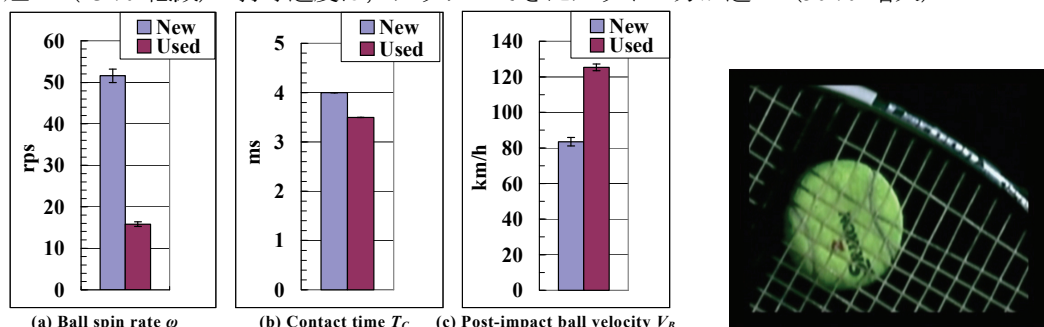 New
Used
60
50
40
30
20
10
0
rps
(a) Ball spin rate ω
New
Used
5
4
3
2
1
0
ms
(b) Contact time T_C
New
Used
140
120
100
80
60
40
20
0
km/h
(c) Post-impact ball velocity V_B
SRIXON